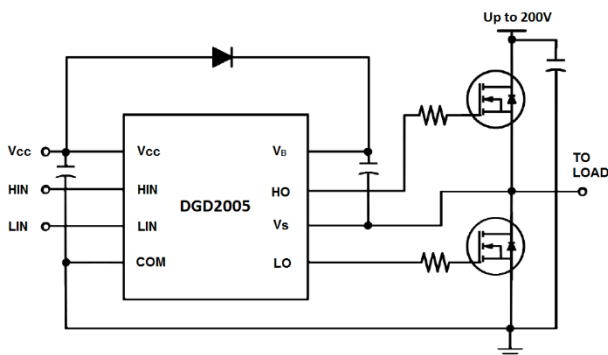 Up to 200V
Vcc
HIN
LIN
Vcc
HIN
LIN
COM
DGD2005
VB
HO
Vs
LO
TO
LOAD